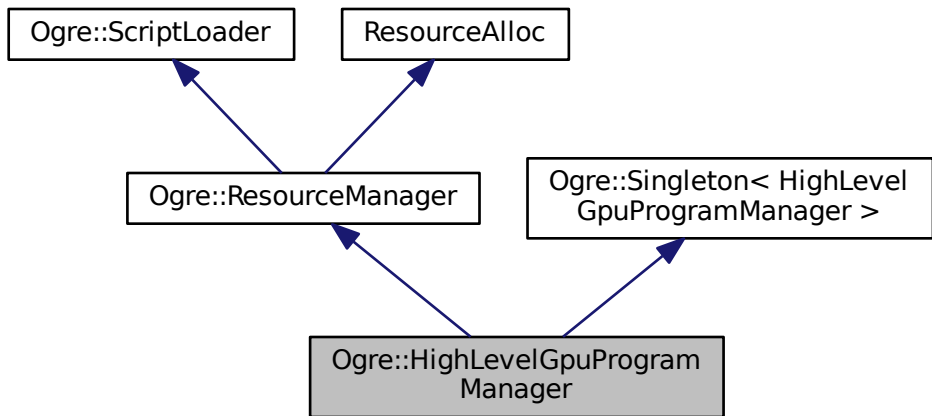 Ogre::ScriptLoader
ResourceAlloc
Ogre::ResourceManager
Ogre::Singleton< HighLevel
GpuProgramManager >
Ogre::HighLevelGpuProgram
Manager